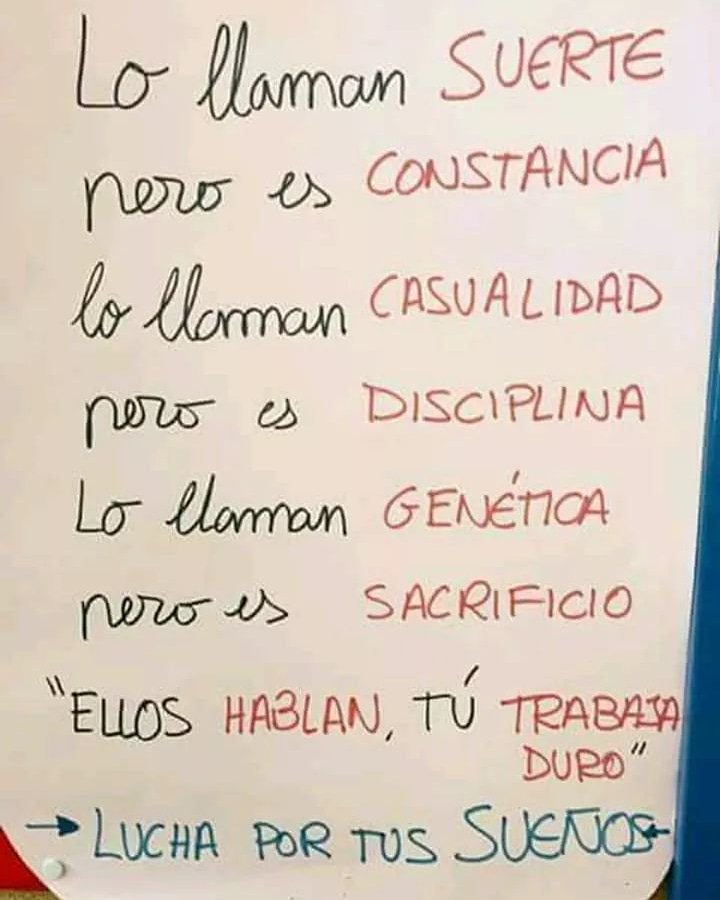 Lo llaman SUERTE
pero es CONSTANCIA
lo llaman CASUALIDAD
pero es DISCIPLINA
Lo llaman GENÉTICA
pero es SACRIFICIO
"ELLOS HABLAN, TÚ TRABAJA
DURO"
→ LUCHA POR TUS SUEÑOS ←